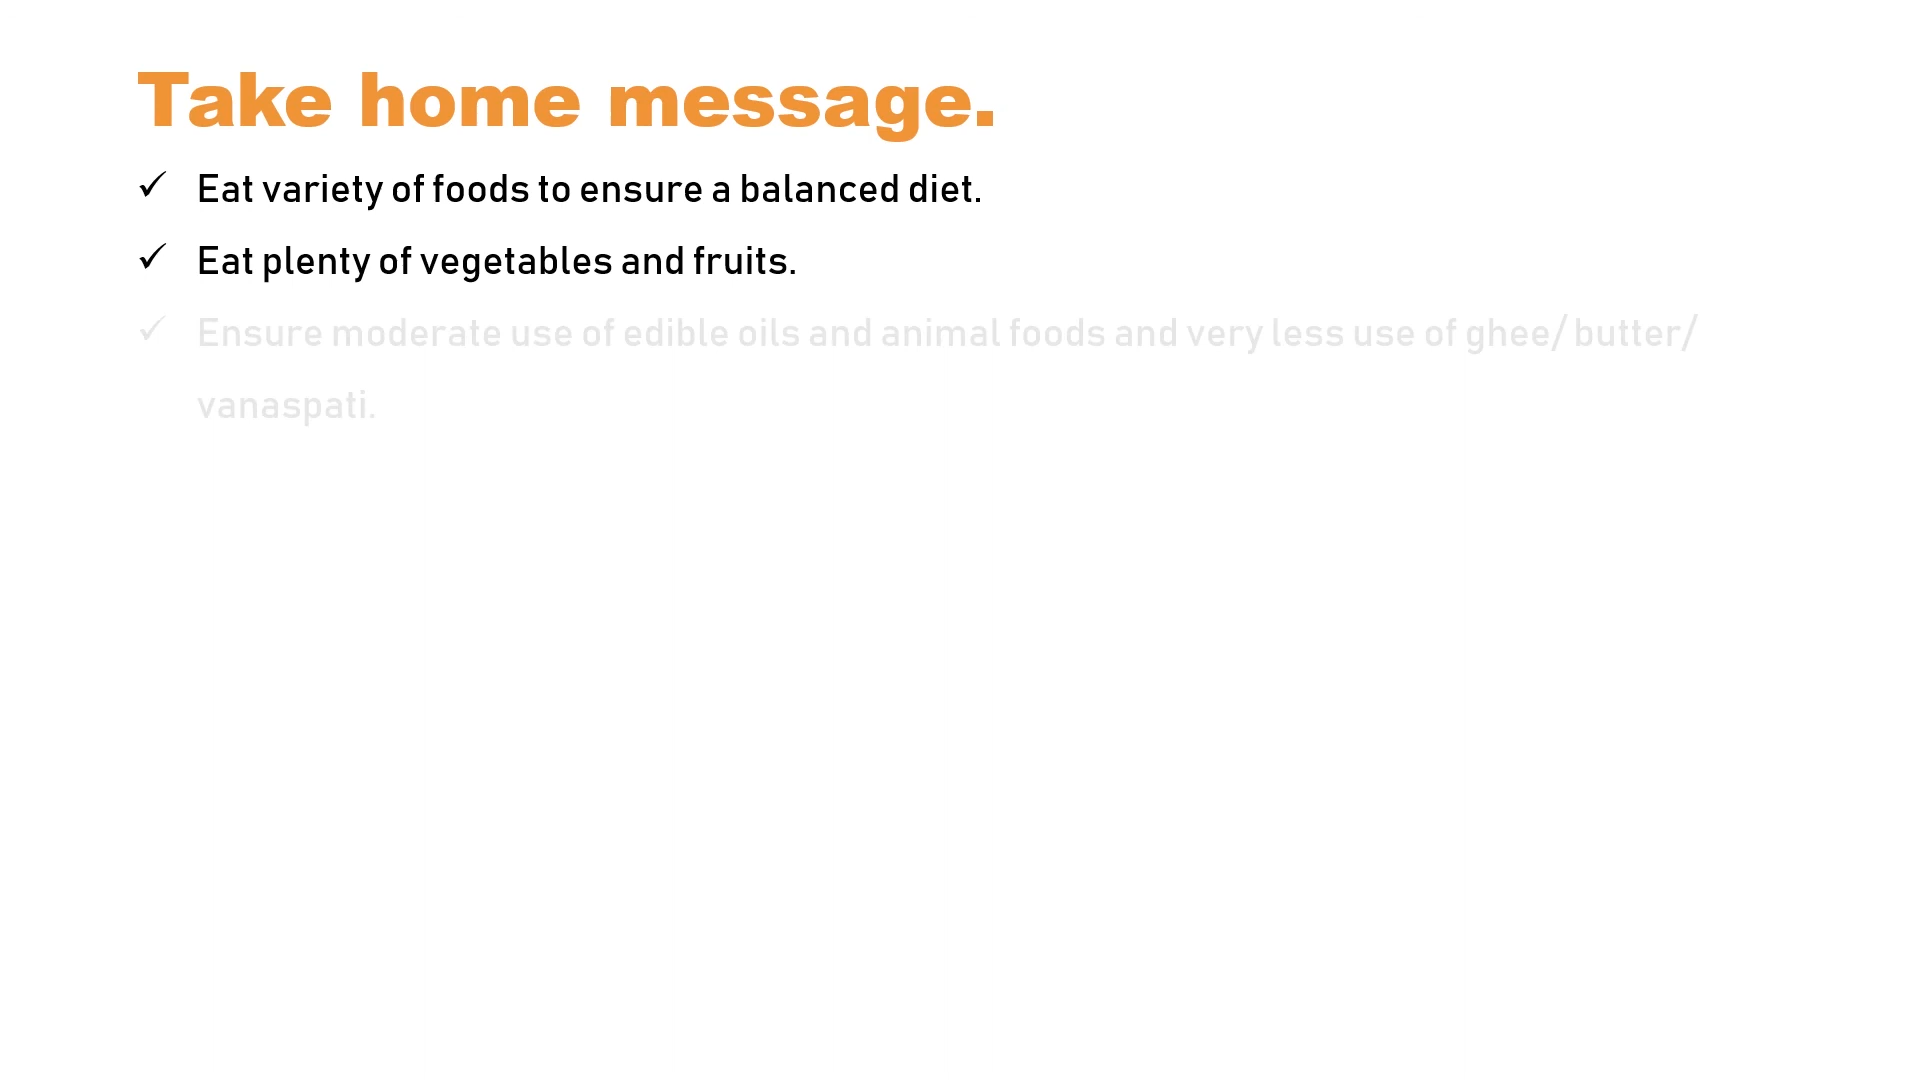 Take home message.
✓ Eat variety of foods to ensure a balanced diet.
✓ Eat plenty of vegetables and fruits.
✓ Ensure moderate use of edible oils and animal foods and very less use of ghee/ butter/
vanaspati.